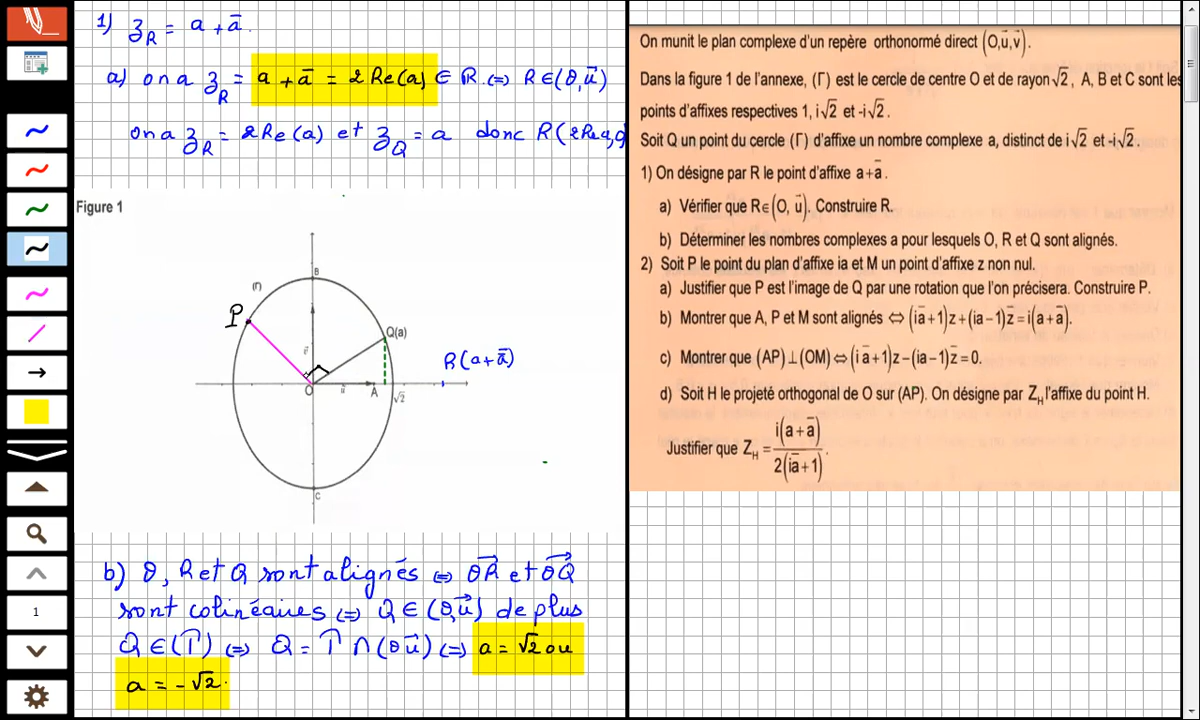 1) z_R = a + a̅.
a) on a z_R = a + a̅ = 2 Re(a) ∈ R ⇔ R ∈ (O, u⃗)
on a z_R = 2 Re(a) et z_Q = a donc R(2Re a, 0)
Figure 1
B
(Γ)
P
Q(a)
v⃗
R(a + a̅)
O
u⃗
A
√2
C
b) O, R et Q sont alignés ⇔ OR⃗ et OQ⃗
sont colinéaires ⇔ Q ∈ (O, u⃗) de plus
Q ∈ (Γ) ⇔ Q = Γ ∩ (O u⃗) ⇔ a = √2 ou
a = -√2.
On munit le plan complexe d'un repère orthonormé direct (O,u⃗,v⃗).
Dans la figure 1 de l'annexe, (Γ) est le cercle de centre O et de rayon √2, A, B et C sont les
points d'affixes respectives 1, i√2 et -i√2.
Soit Q un point du cercle (Γ) d'affixe un nombre complexe a, distinct de i√2 et -i√2.
1) On désigne par R le point d'affixe a+a̅.
a) Vérifier que R∈(O, u⃗). Construire R.
b) Déterminer les nombres complexes a pour lesquels O, R et Q sont alignés.
2) Soit P le point du plan d'affixe ia et M un point d'affixe z non nul.
a) Justifier que P est l'image de Q par une rotation que l'on précisera. Construire P.
b) Montrer que A, P et M sont alignés ⇔ (ia̅+1)z+(ia−1)z̅=i(a+a̅).
c) Montrer que (AP)⊥(OM)⇔(ia̅+1)z−(ia−1)z̅=0.
d) Soit H le projeté orthogonal de O sur (AP). On désigne par Z_H l'affixe du point H.
Justifier que Z_H = i(a+a̅) / 2(ia̅+1).
1